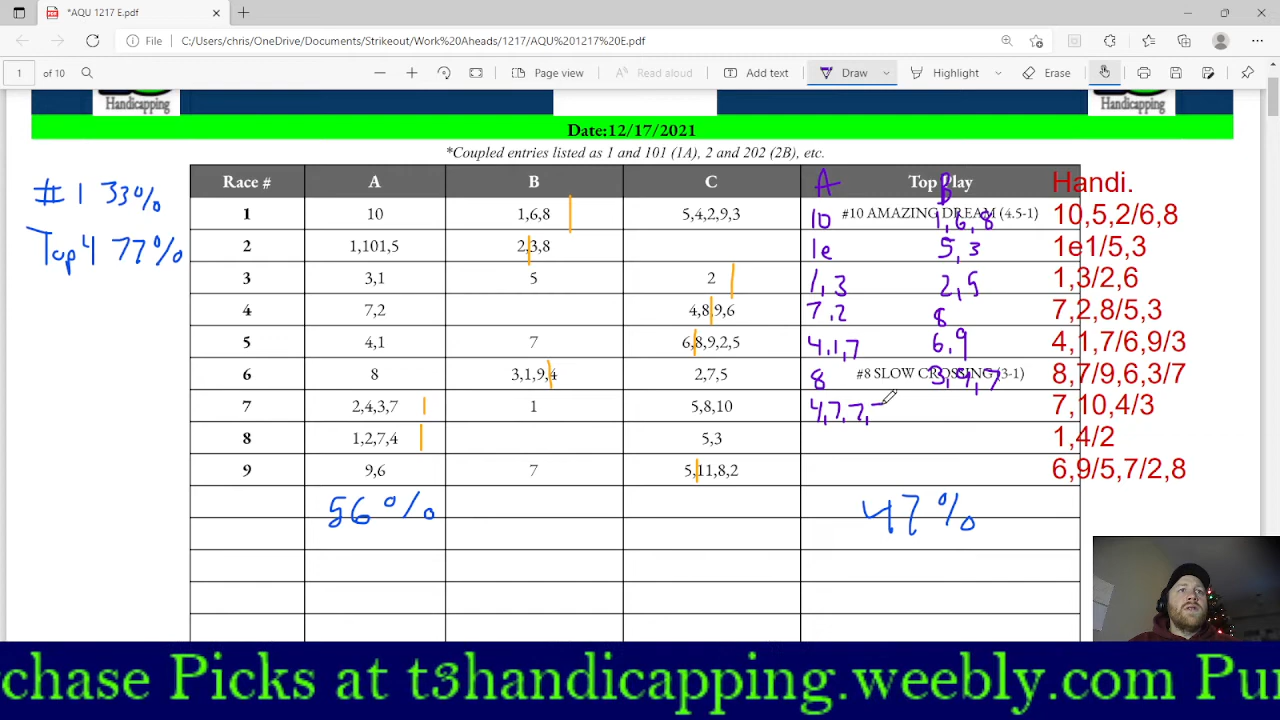 *AQU 1217 E.pdf
File C:/Users/chris/OneDrive/Documents/Strikeout/Work%20Aheads/1217/AQU%201217%20E.pdf
1 of 10 Page view Read aloud Add text Draw Highlight Erase
Handicapping Handicapping
Date:12/17/2021
*Coupled entries listed as 1 and 101 (1A), 2 and 202 (2B), etc.
Race # A B C Top Play A B Handi.
1 10 1,6,8 5,4,2,9,3 #10 AMAZING DREAM (4.5-1) 10 1,6,8 10,5,2/6,8
2 1,101,5 2,3,8 1e 5,3 1e1/5,3
3 3,1 5 2 1,3 2,5 1,3/2,6
4 7,2 4,8,9,6 7,2 8 7,2,8/5,3
5 4,1 7 6,8,9,2,5 4,1,7 6,9 4,1,7/6,9/3
6 8 3,1,9,4 2,7,5 #8 SLOW CROSSING (3-1) 8 3,9,7 8,7/9,6,3/7
7 2,4,3,7 1 5,8,10 4,7,2, 7,10,4/3
8 1,2,7,4 5,3 1,4/2
9 9,6 7 5,11,8,2 6,9/5,7/2,8
# 1 33%
Top 4 77%
56% 47%
rchase Picks at t3handicapping.weebly.com Pur